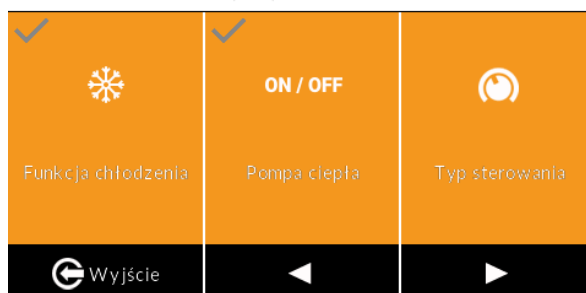 ON / OFF
Funkcja chłodzenia
Pompa ciepła
Typ sterowania
Wyjście